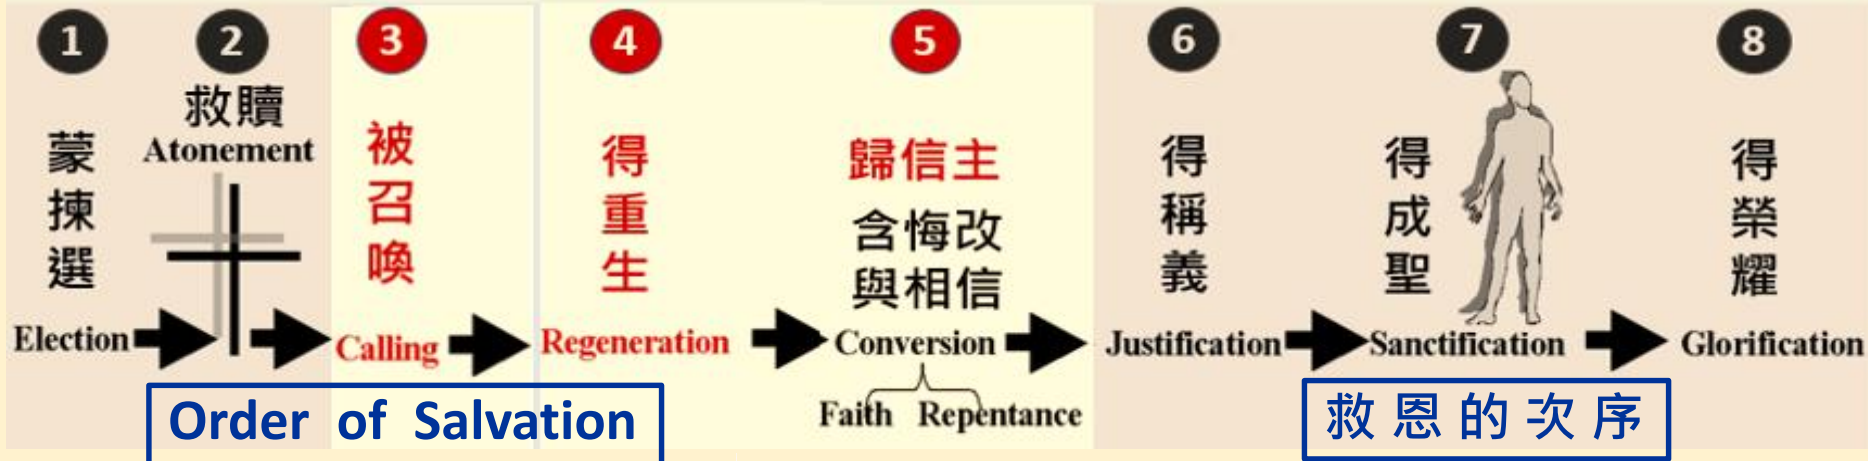 1
蒙揀選
Election
2
救贖
Atonement
3
被召喚
Calling
4
得重生
Regeneration
5
歸信主
含悔改
與相信
Conversion
Faith Repentance
6
得稱義
Justification
7
得成聖
Sanctification
8
得榮耀
Glorification
Order of Salvation
救恩的次序